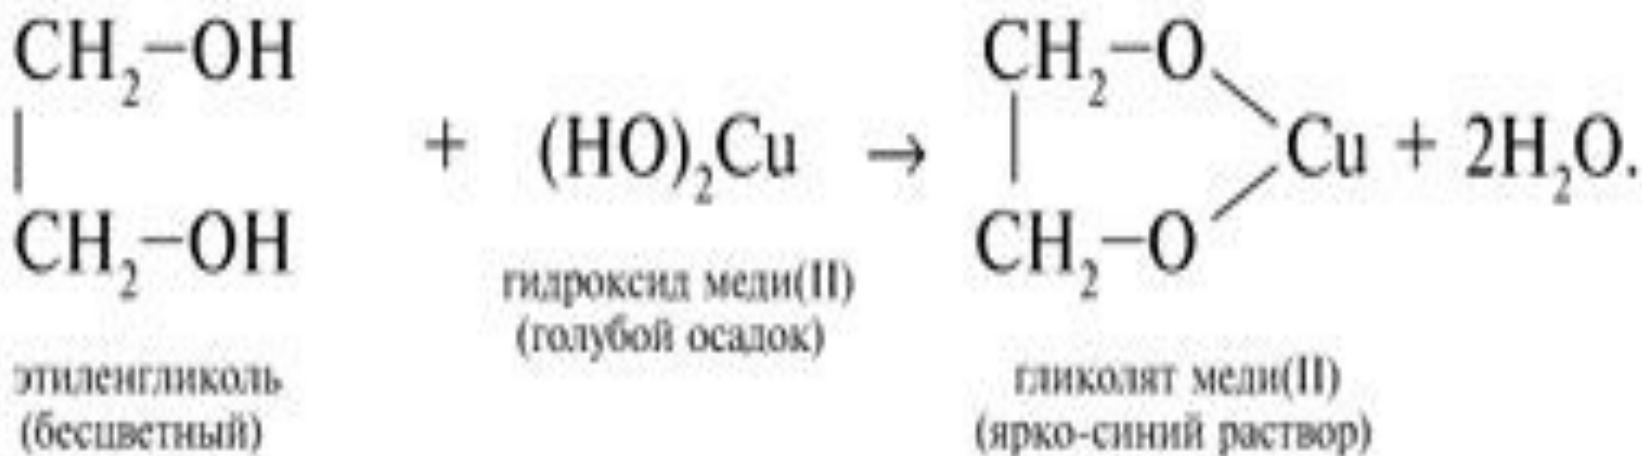 CH₂–OH
|
CH₂–OH
+ (HO)₂Cu →
CH₂–O
|
CH₂–O
Cu + 2H₂O.
гидроксид меди(II)
(голубой осадок)
этиленгликоль
(бесцветный)
гликолят меди(II)
(ярко-синий раствор)